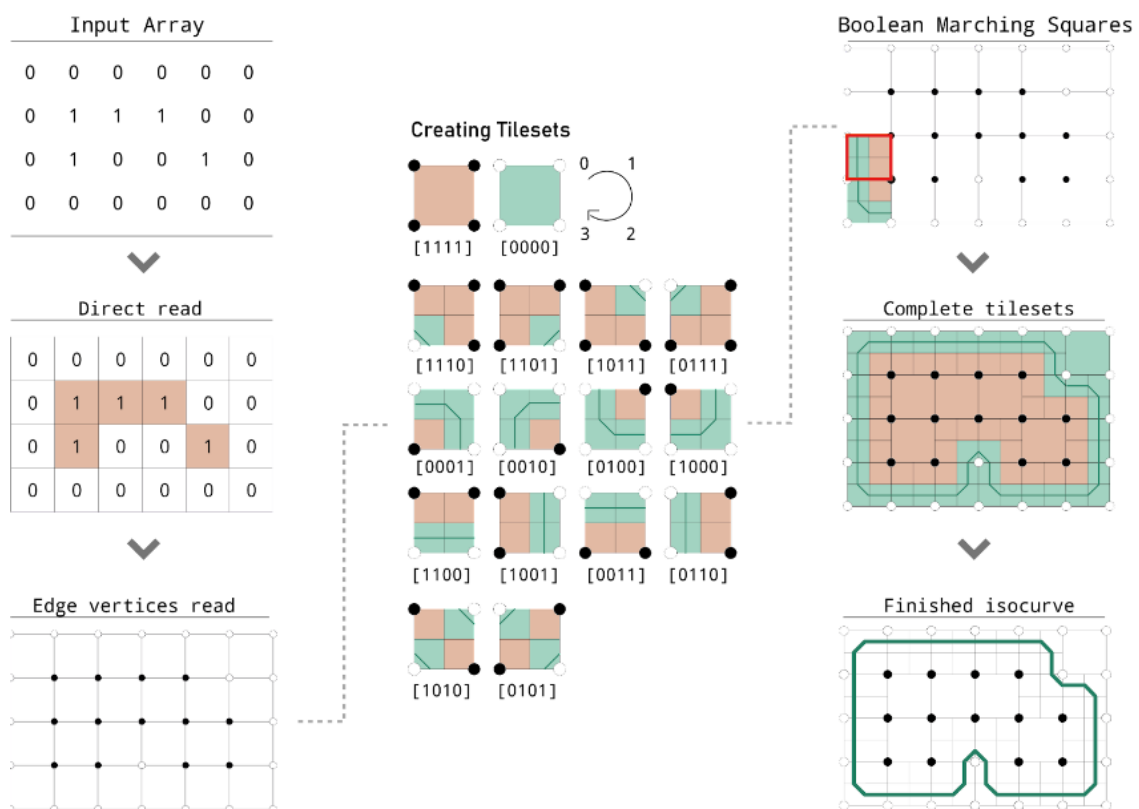 Input Array
0 0 0 0 0 0
0 1 1 1 0 0
0 1 0 0 1 0
0 0 0 0 0 0
Direct read
0 0 0 0 0 0
0 1 1 1 0 0
0 1 0 0 1 0
0 0 0 0 0 0
Edge vertices read
Creating Tilesets
0 1
3 2
[1111] [0000]
[1110] [1101] [1011] [0111]
[0001] [0010] [0100] [1000]
[1100] [1001] [0011] [0110]
[1010] [0101]
Boolean Marching Squares
Complete tilesets
Finished isocurve